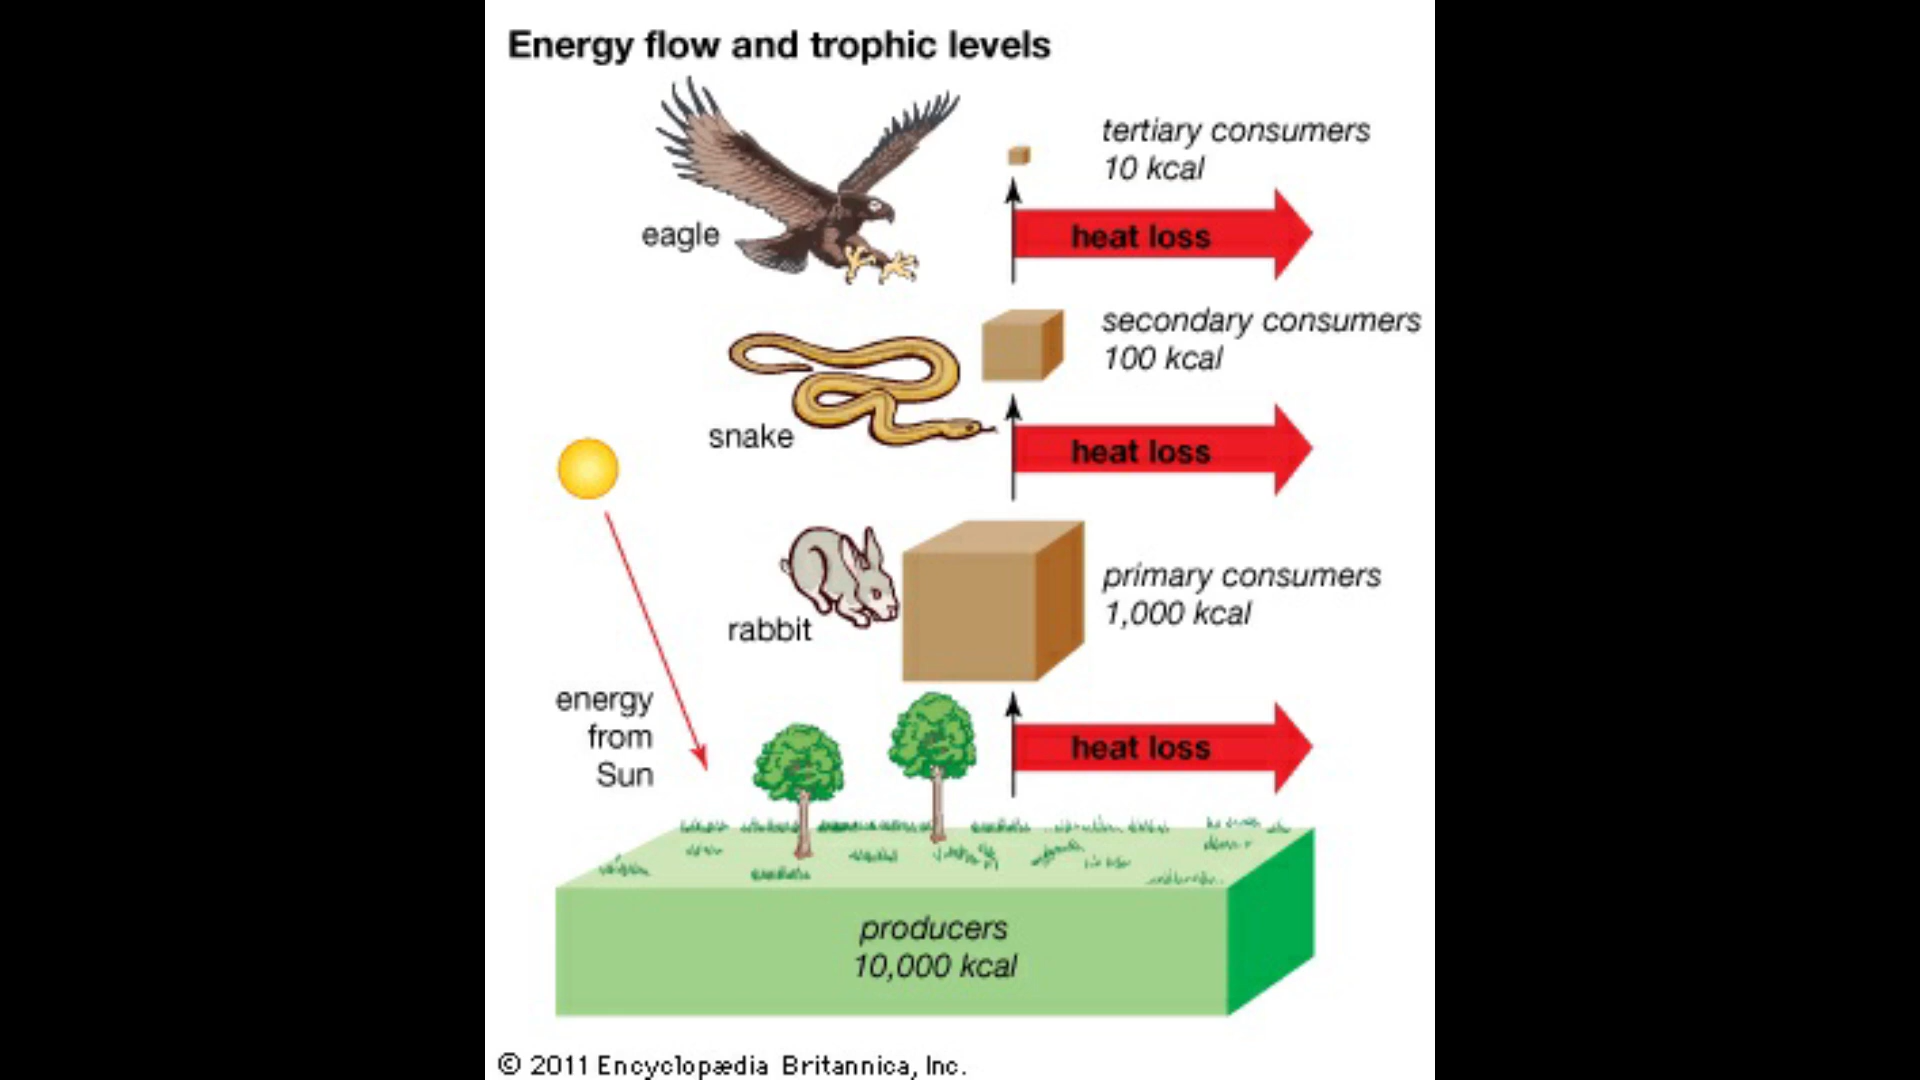 Energy flow and trophic levels
tertiary consumers
10 kcal
eagle
heat loss
secondary consumers
100 kcal
snake
heat loss
primary consumers
1,000 kcal
rabbit
energy
from
Sun
heat loss
producers
10,000 kcal
© 2011 Encyclopædia Britannica, Inc.